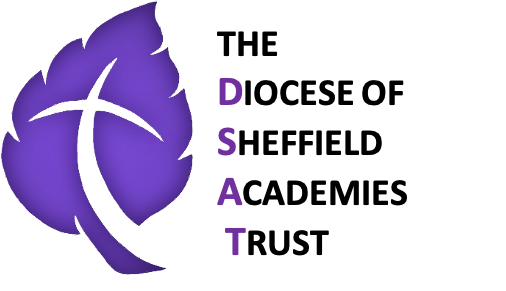 THE
DIOCESE OF
SHEFFIELD
ACADEMIES
TRUST